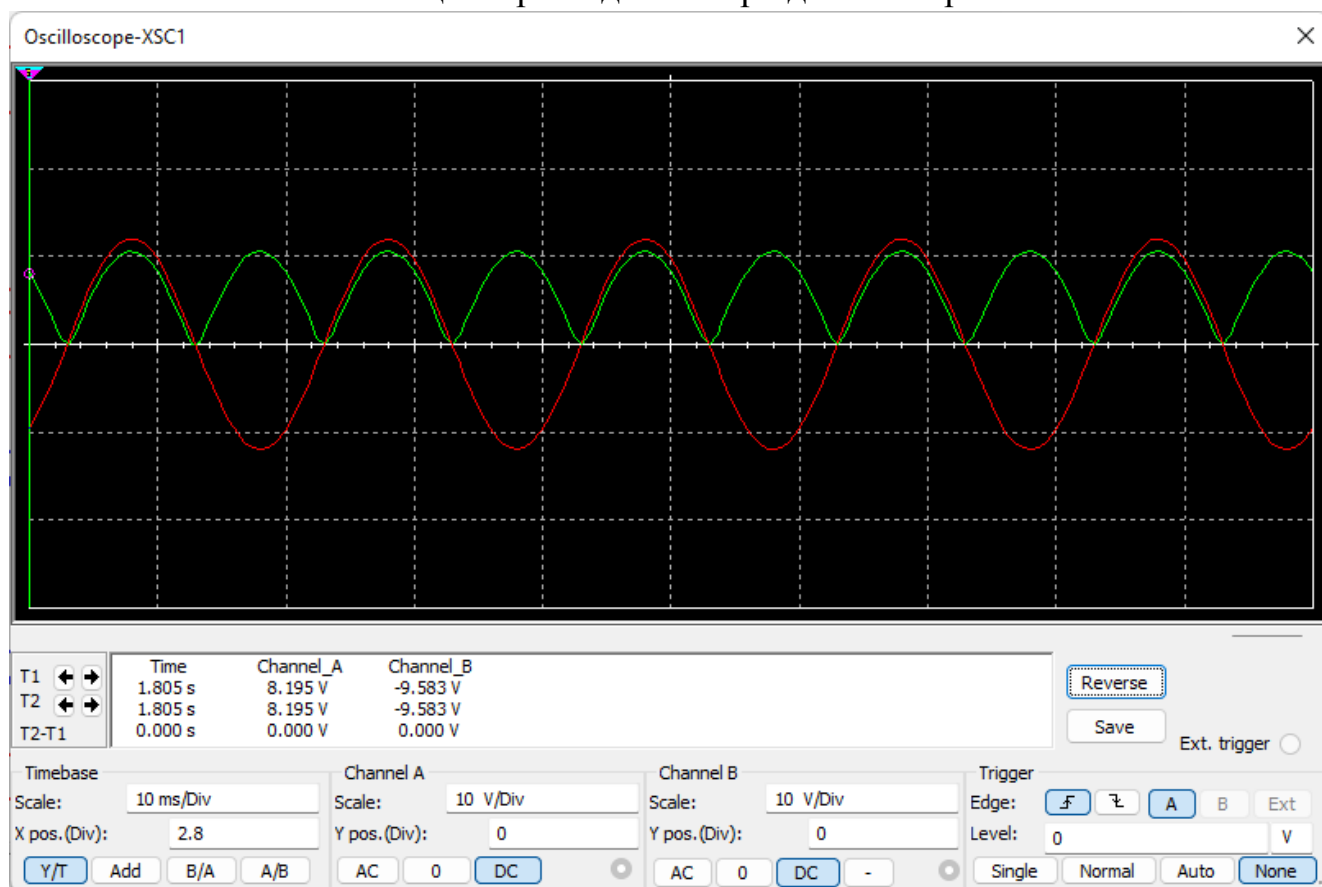 Oscilloscope-XSC1
Time Channel_A Channel_B
T1 1.805 s 8.195 V -9.583 V
T2 1.805 s 8.195 V -9.583 V
T2-T1 0.000 s 0.000 V 0.000 V
Reverse
Save
Ext. trigger
Timebase
Scale: 10 ms/Div
X pos.(Div): 2.8
Y/T Add B/A A/B
Channel A
Scale: 10 V/Div
Y pos.(Div): 0
AC 0 DC
Channel B
Scale: 10 V/Div
Y pos.(Div): 0
AC 0 DC -
Trigger
Edge: A B Ext
Level: 0 V
Single Normal Auto None